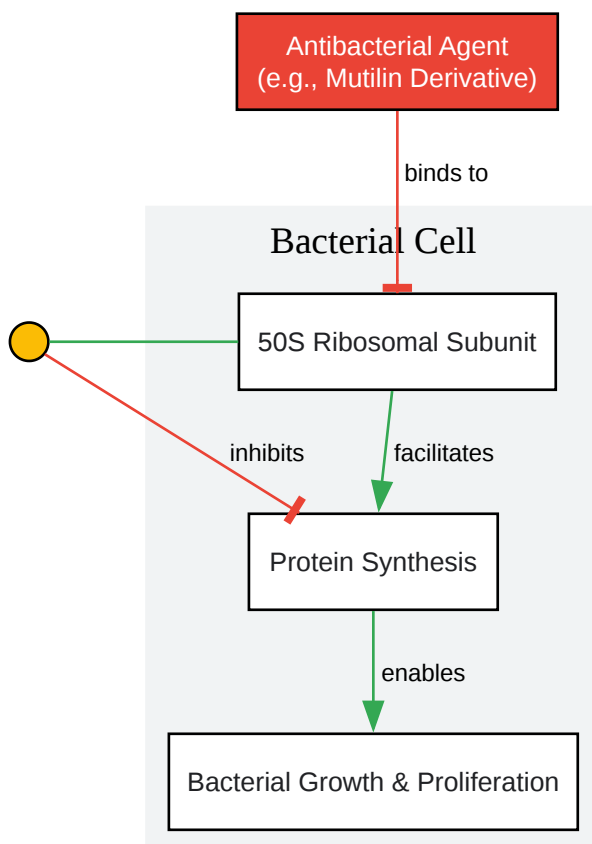 Antibacterial Agent
(e.g., Mutilin Derivative)
binds to
Bacterial Cell
50S Ribosomal Subunit
inhibits
facilitates
Protein Synthesis
enables
Bacterial Growth & Proliferation